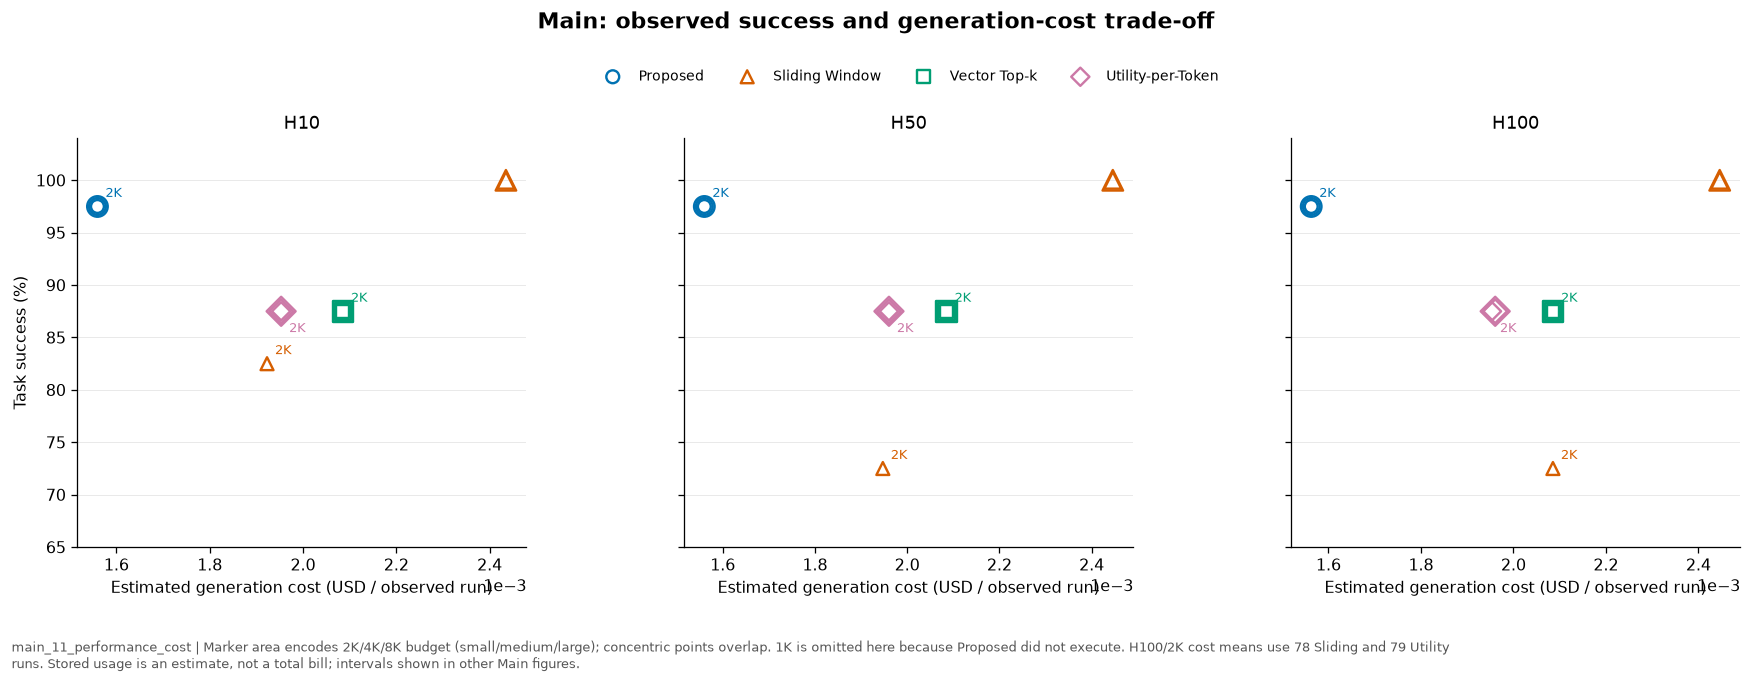 Main: observed success and generation-cost trade-off
Proposed Sliding Window Vector Top-k Utility-per-Token
H10
H50
H100
Task success (%)
100
95
90
85
80
75
70
65
2K
2K
2K
2K
2K
2K
2K
2K
2K
2K
2K
2K
1.6 1.8 2.0 2.2 2.4
1e−3
Estimated generation cost (USD / observed run)
1.6 1.8 2.0 2.2 2.4
1e−3
Estimated generation cost (USD / observed run)
1.6 1.8 2.0 2.2 2.4
1e−3
Estimated generation cost (USD / observed run)
main_11_performance_cost | Marker area encodes 2K/4K/8K budget (small/medium/large); concentric points overlap. 1K is omitted here because Proposed did not execute. H100/2K cost means use 78 Sliding and 79 Utility
runs. Stored usage is an estimate, not a total bill; intervals shown in other Main figures.